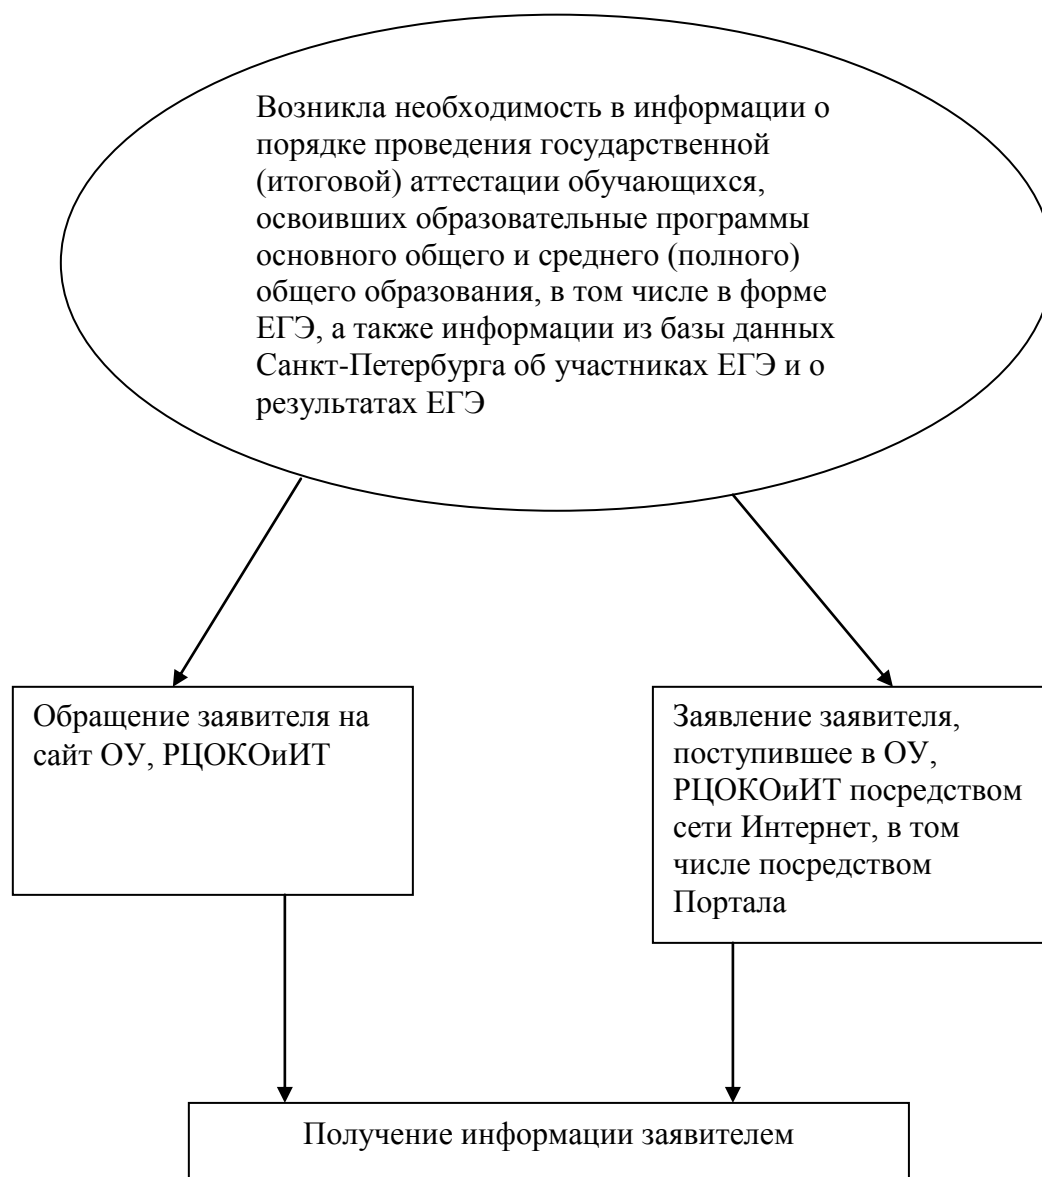 Возникла необходимость в информации о
порядке проведения государственной
(итоговой) аттестации обучающихся,
освоивших образовательные программы
основного общего и среднего (полного)
общего образования, в том числе в форме
ЕГЭ, а также информации из базы данных
Санкт-Петербурга об участниках ЕГЭ и о
результатах ЕГЭ
Обращение заявителя на
сайт ОУ, РЦОКОиИТ
Заявление заявителя,
поступившее в ОУ,
РЦОКОиИТ посредством
сети Интернет, в том
числе посредством
Портала
Получение информации заявителем